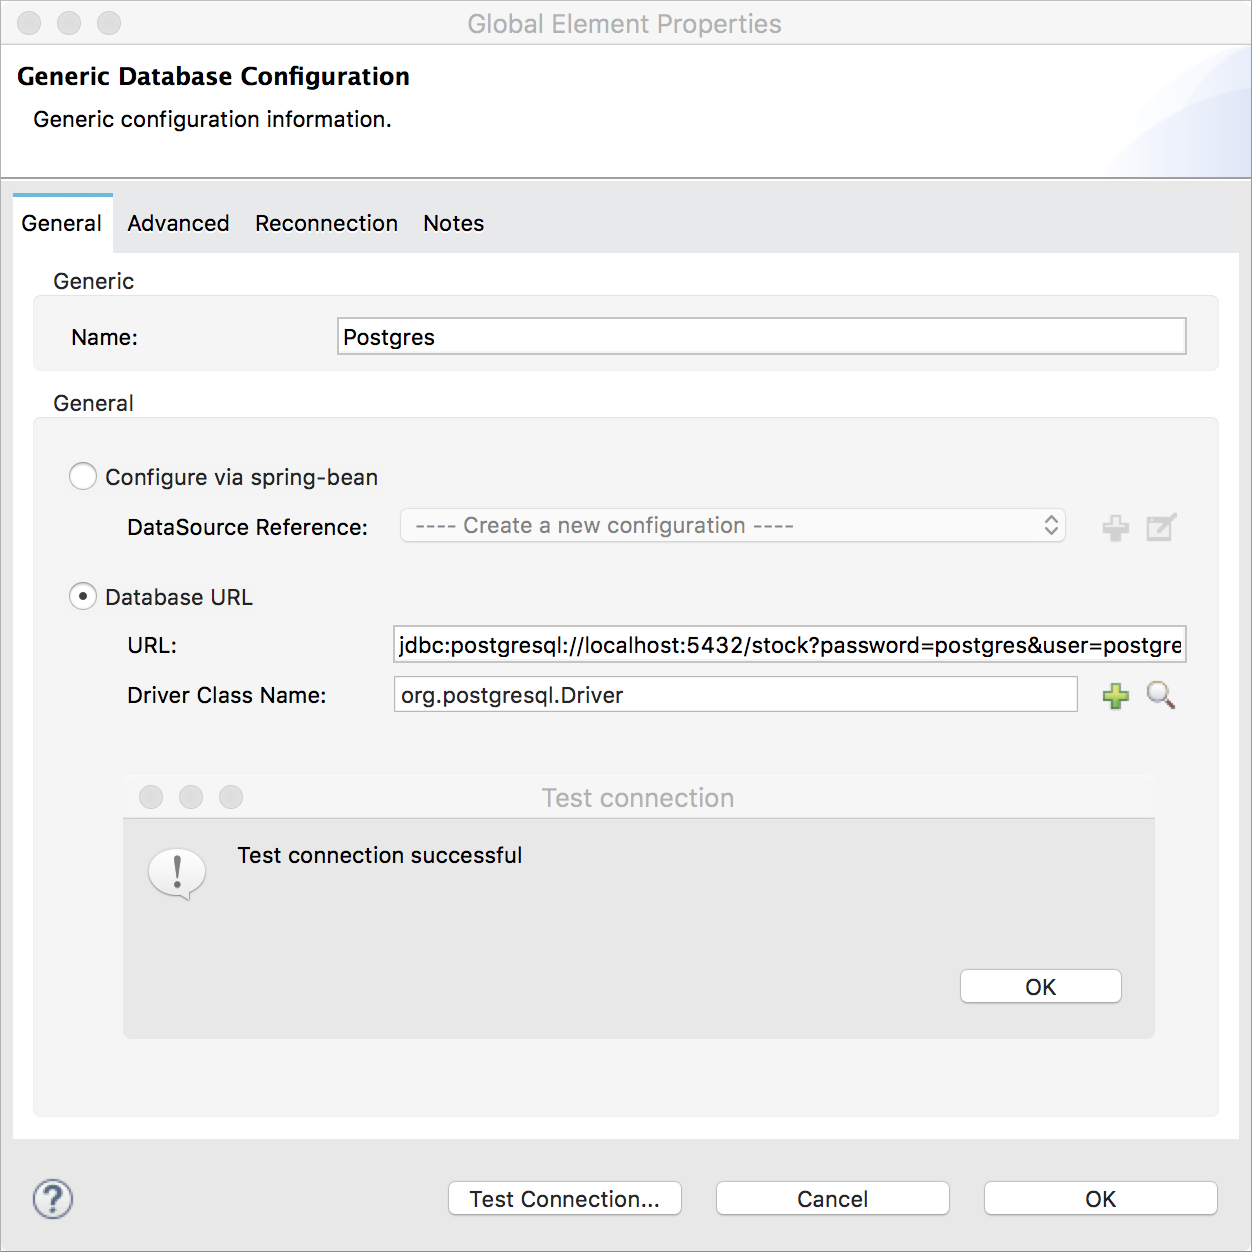 Global Element Properties
Generic Database Configuration
Generic configuration information.
General Advanced Reconnection Notes
Generic
Name: Postgres
General
Configure via spring-bean
DataSource Reference: ---- Create a new configuration ----
Database URL
URL: jdbc:postgresql://localhost:5432/stock?password=postgres&user=postgre
Driver Class Name: org.postgresql.Driver
Test connection
! Test connection successful
OK
? Test Connection... Cancel OK